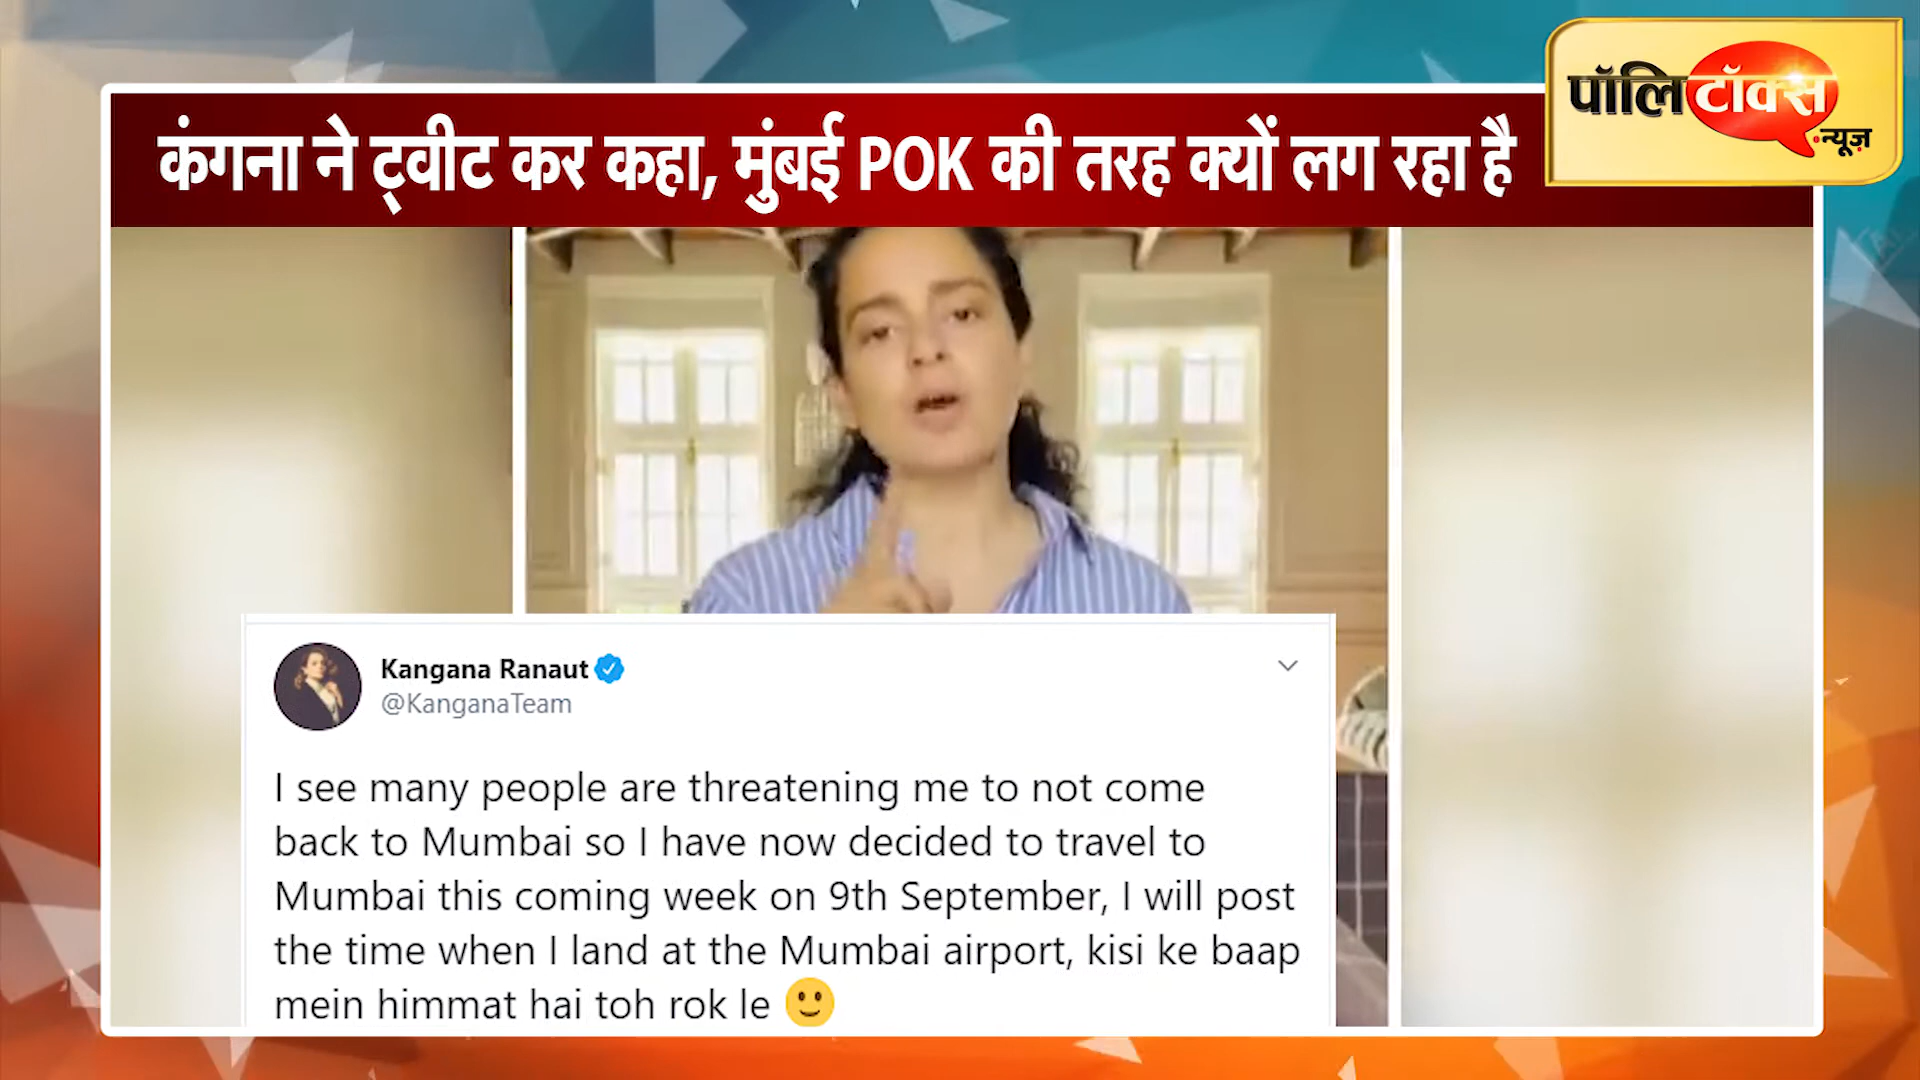 कंगना ने ट्वीट कर कहा, मुंबई POK की तरह क्यों लग रहा है
पॉलिटॉक्स
न्यूज़
Kangana Ranaut
@KanganaTeam
I see many people are threatening me to not come
back to Mumbai so I have now decided to travel to
Mumbai this coming week on 9th September, I will post
the time when I land at the Mumbai airport, kisi ke baap
mein himmat hai toh rok le 🙂